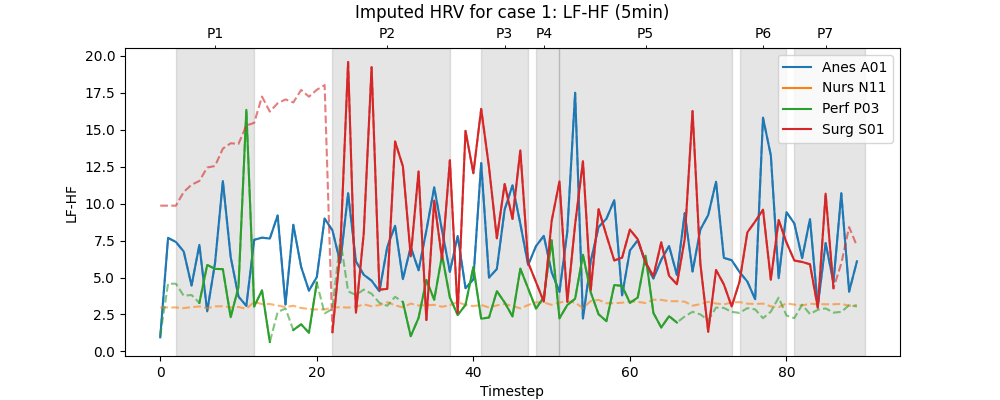 Imputed HRV for case 1: LF-HF (5min)
P1 P2 P3 P4 P5 P6 P7
20.0
17.5
15.0
12.5
10.0
7.5
5.0
2.5
0.0
LF-HF
Anes A01
Nurs N11
Perf P03
Surg S01
0 20 40 60 80
Timestep